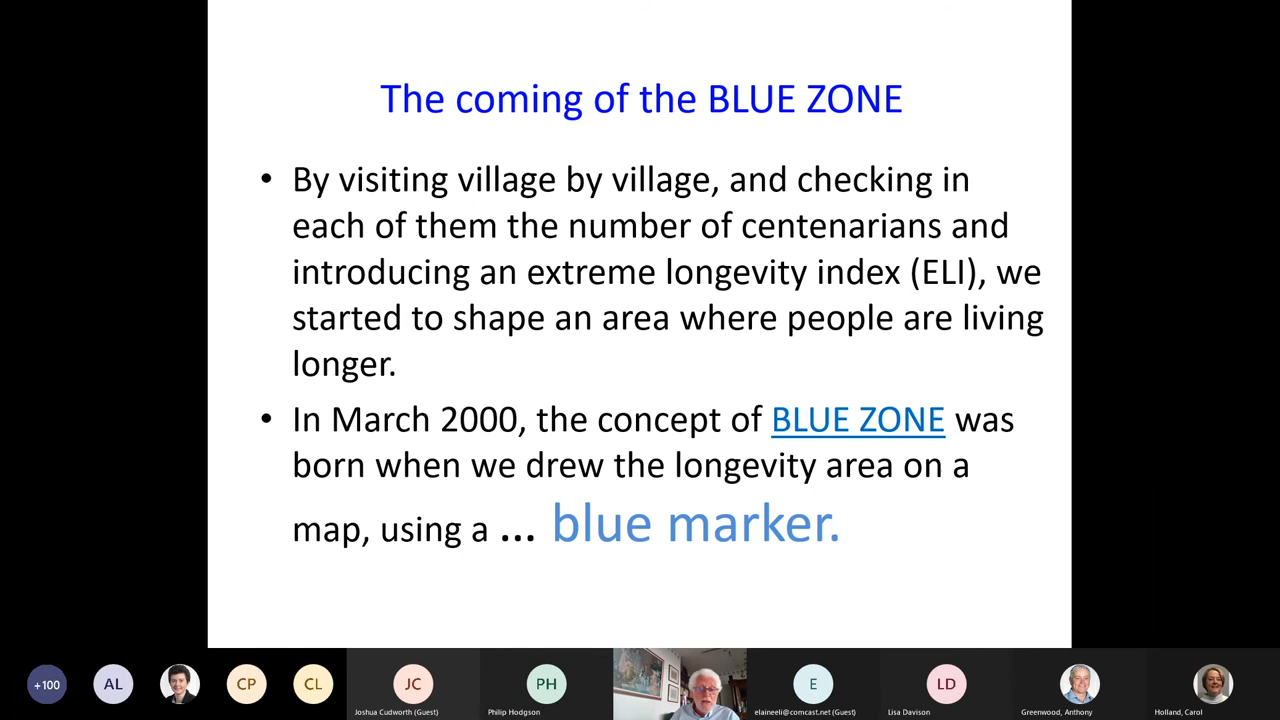 The coming of the BLUE ZONE
• By visiting village by village, and checking in
each of them the number of centenarians and
introducing an extreme longevity index (ELI), we
started to shape an area where people are living
longer.
• In March 2000, the concept of BLUE ZONE was
born when we drew the longevity area on a
map, using a ... blue marker.
+100 AL CP CL JC PH E LD
Joshua Cudworth (Guest) Philip Hodgson elaineeli@comcast.net (Guest) Lisa Davison Greenwood, Anthony Holland, Carol